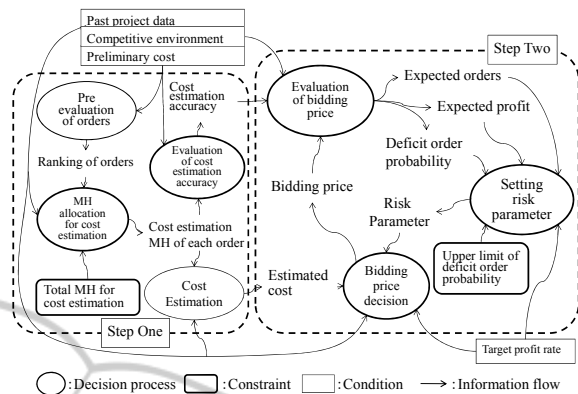 Past project data
Competitive environment
Preliminary cost
Step Two
Cost
estimation
accuracy
Pre
evaluation
of orders
Evaluation
of bidding
price
Expected orders
Expected profit
Deficit order
probability
Ranking of orders
Evaluation
of cost
estimation
accuracy
Bidding price
Setting
risk
parameter
MH
allocation
for cost
estimation
Cost estimation
MH of each order
Risk
Parameter
Upper limit of
deficit order
probability
Total MH for
cost estimation
Cost
Estimation
Estimated
cost
Bidding
price
decision
Step One
Target profit rate
: Decision process
: Constraint
: Condition
: Information flow